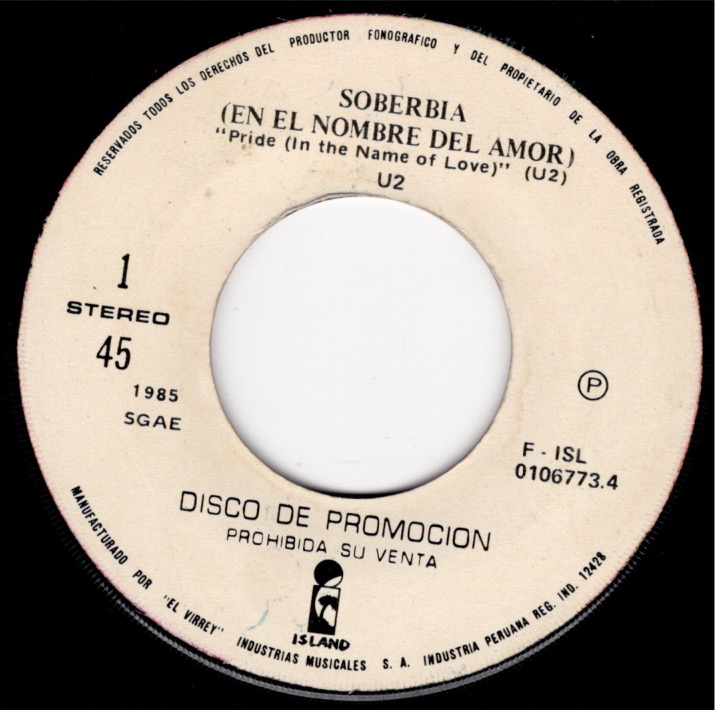 RESERVADOS TODOS LOS DERECHOS DEL PRODUCTOR FONOGRAFICO Y DEL PROPIETARIO DE LA OBRA REGISTRADA
SOBERBIA
(EN EL NOMBRE DEL AMOR)
"Pride (In the Name of Love)" (U2)
U2
1
STEREO
45
1985
SGAE
P
F - ISL
0106773.4
DISCO DE PROMOCION
PROHIBIDA SU VENTA
ISLAND
MANUFACTURADO POR "EL VIRREY" INDUSTRIAS MUSICALES S. A. INDUSTRIA PERUANA REG. IND. 12428